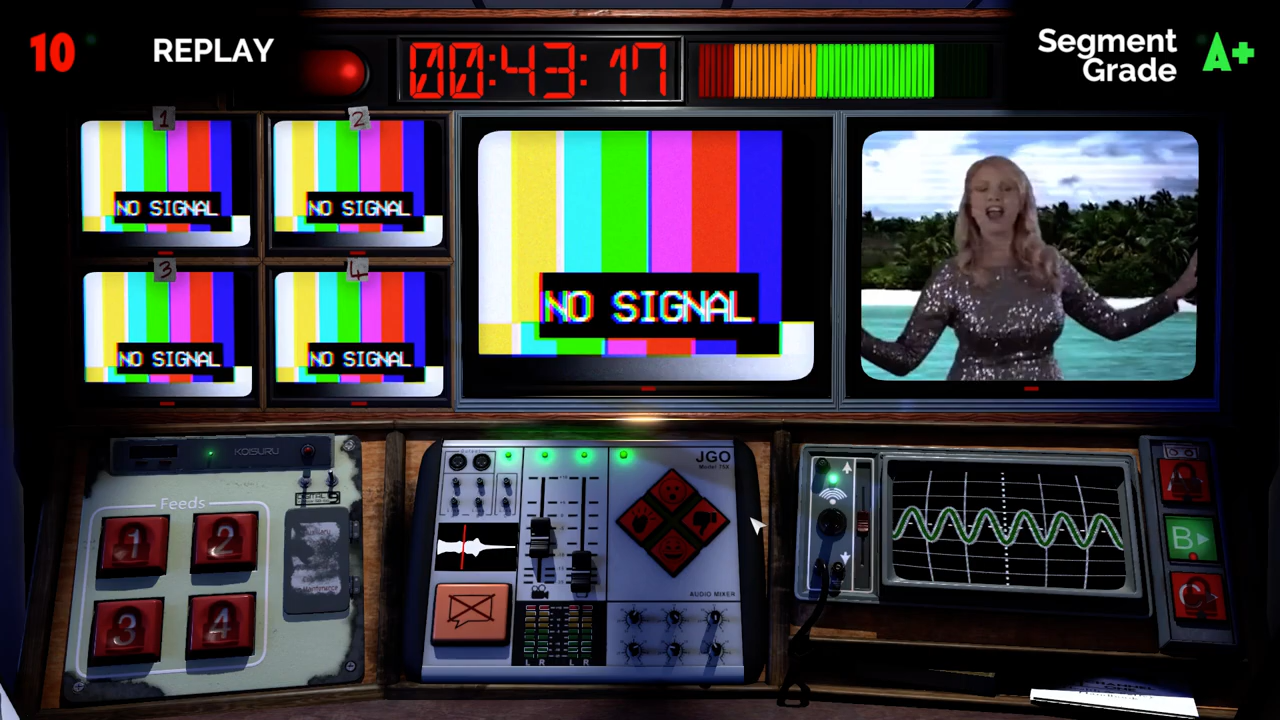 10
REPLAY
00:43:17
Segment
Grade
A+
1
2
NO SIGNAL
NO SIGNAL
NO SIGNAL
3
4
NO SIGNAL
NO SIGNAL
KOISURU
Feeds
1
2
3
4
JGO
AUDIO MIXER
L R
L R
B